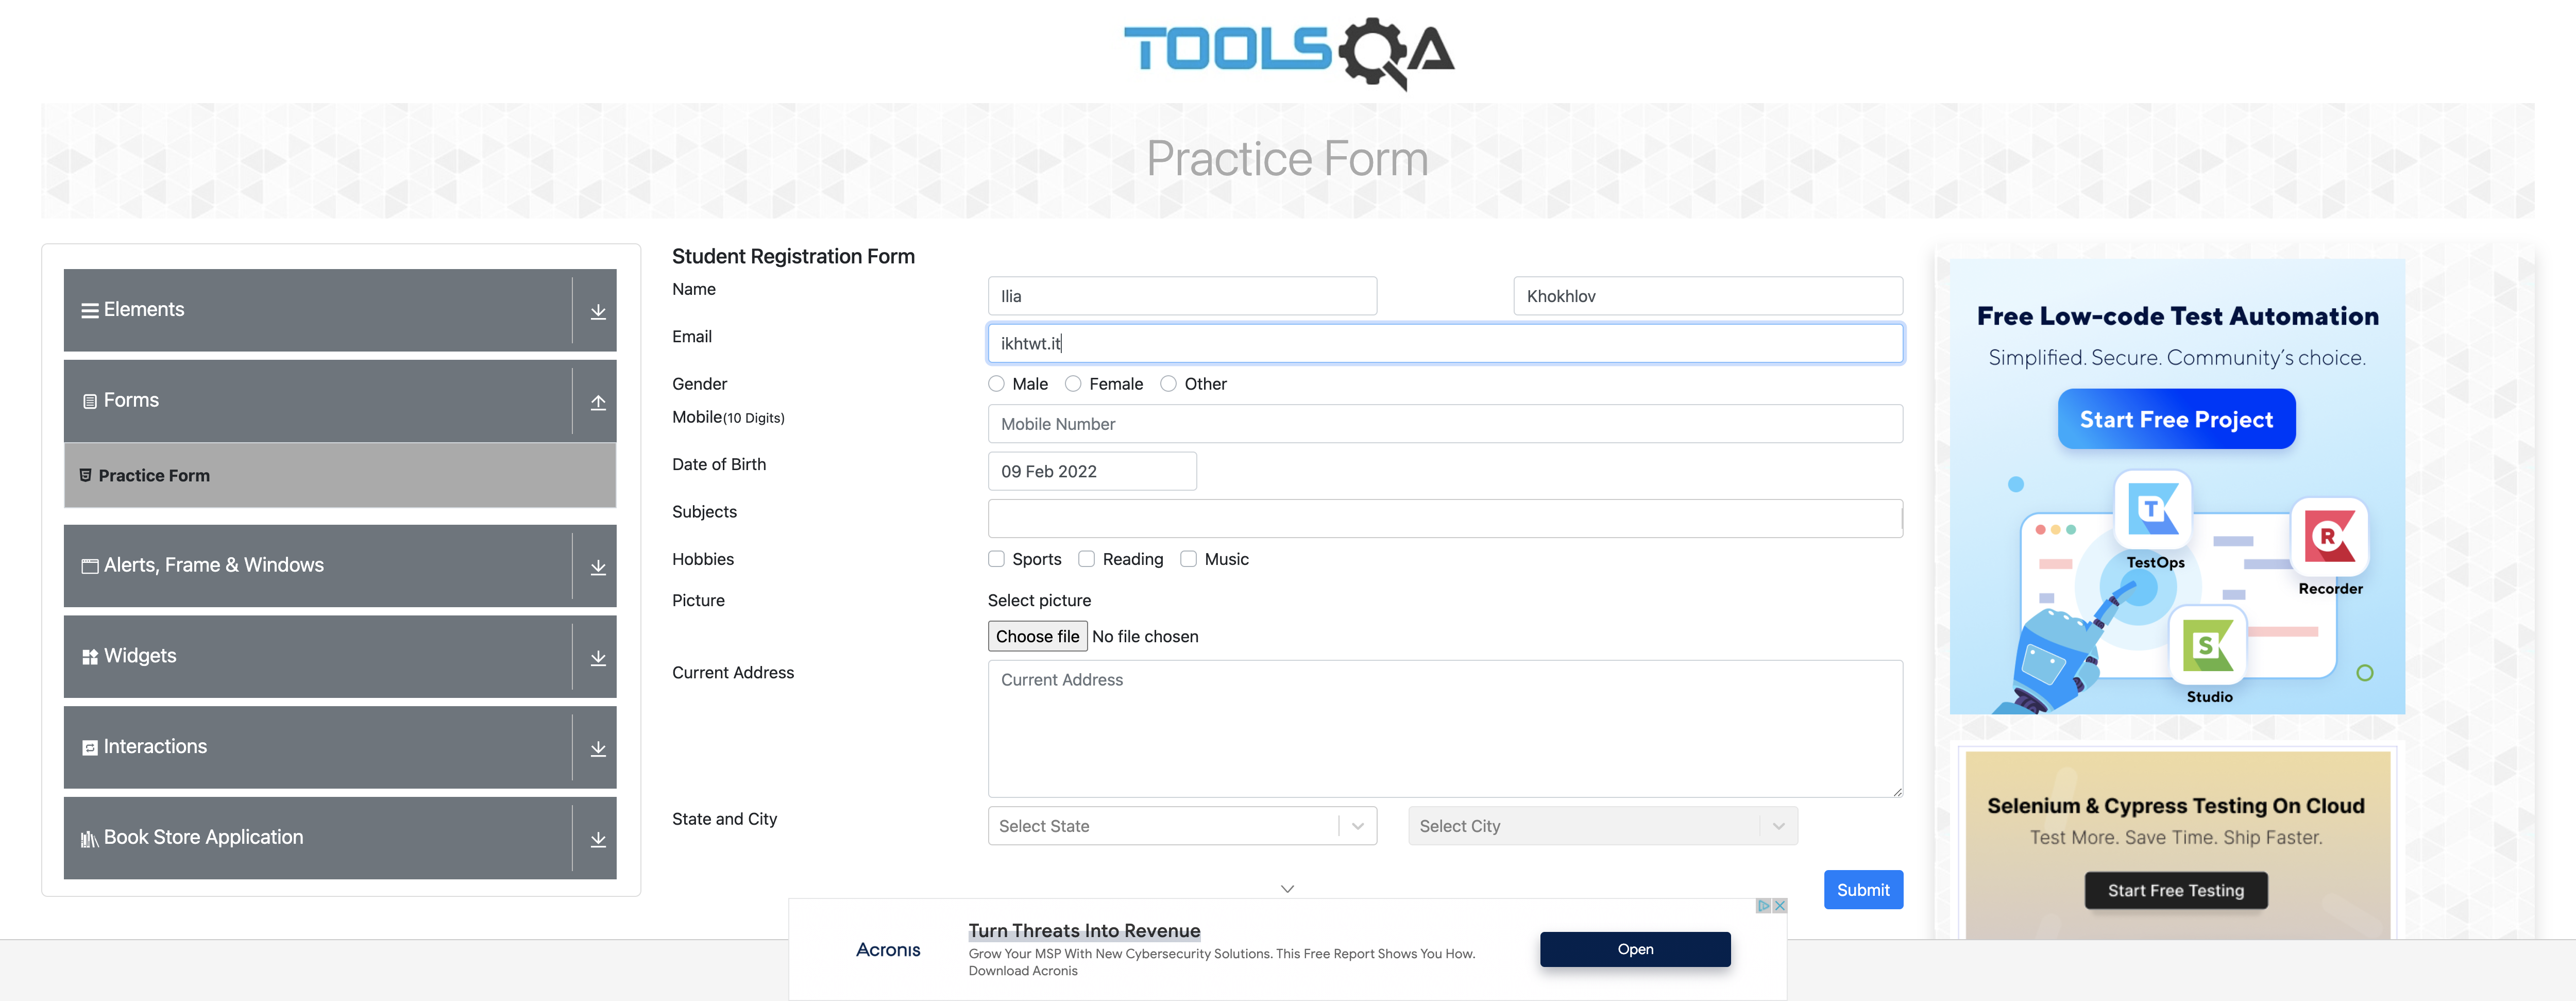 TOOLSQA
Practice Form
Elements
Forms
Practice Form
Alerts, Frame & Windows
Widgets
Interactions
Book Store Application
Student Registration Form
Name
Ilia
Khokhlov
Email
ikhtwt.it
Gender
Male
Female
Other
Mobile(10 Digits)
Mobile Number
Date of Birth
09 Feb 2022
Subjects
Hobbies
Sports
Reading
Music
Picture
Select picture
Choose file No file chosen
Current Address
Current Address
State and City
Select State
Select City
Submit
Free Low-code Test Automation
Simplified. Secure. Community's choice.
Start Free Project
T
TestOps
R
Recorder
S
Studio
Selenium & Cypress Testing On Cloud
Test More. Save Time. Ship Faster.
Start Free Testing
Acronis
Turn Threats Into Revenue
Grow Your MSP With New Cybersecurity Solutions. This Free Report Shows You How.
Download Acronis
Open